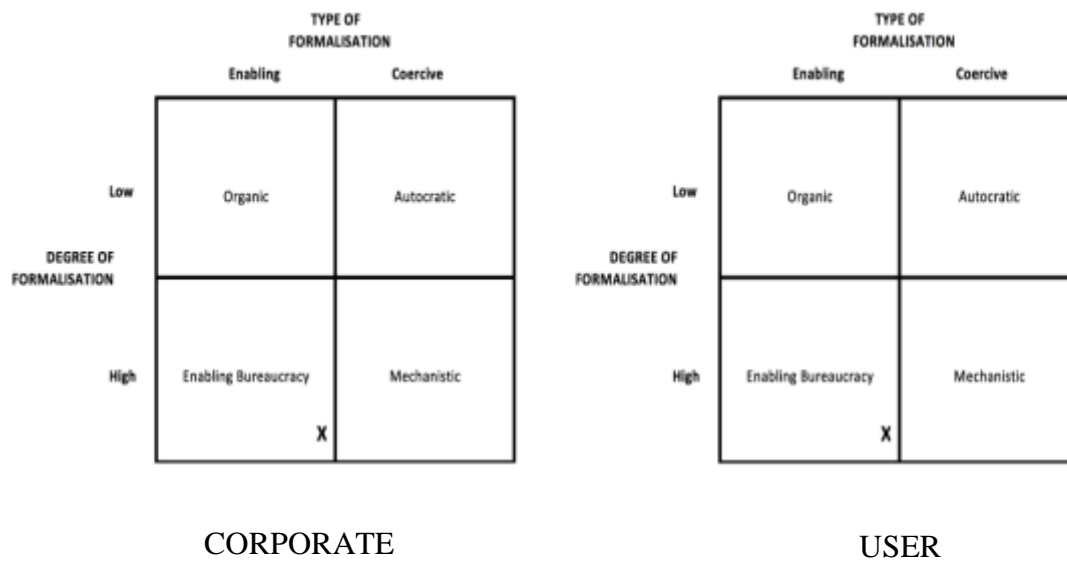 TYPE OF
FORMALISATION
Enabling Coercive
Low Organic Autocratic
DEGREE OF
FORMALISATION
High Enabling Bureaucracy Mechanistic
X
CORPORATE
TYPE OF
FORMALISATION
Enabling Coercive
Low Organic Autocratic
DEGREE OF
FORMALISATION
High Enabling Bureaucracy Mechanistic
X
USER